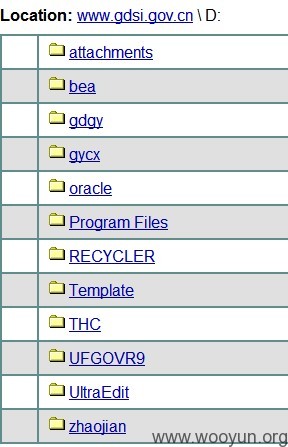 Location: www.gdsi.gov.cn \ D:
attachments
bea
gdgy
gycx
oracle
Program Files
RECYCLER
Template
THC
UFGOVR9
UltraEdit
zhaojian
www.wooyun.org